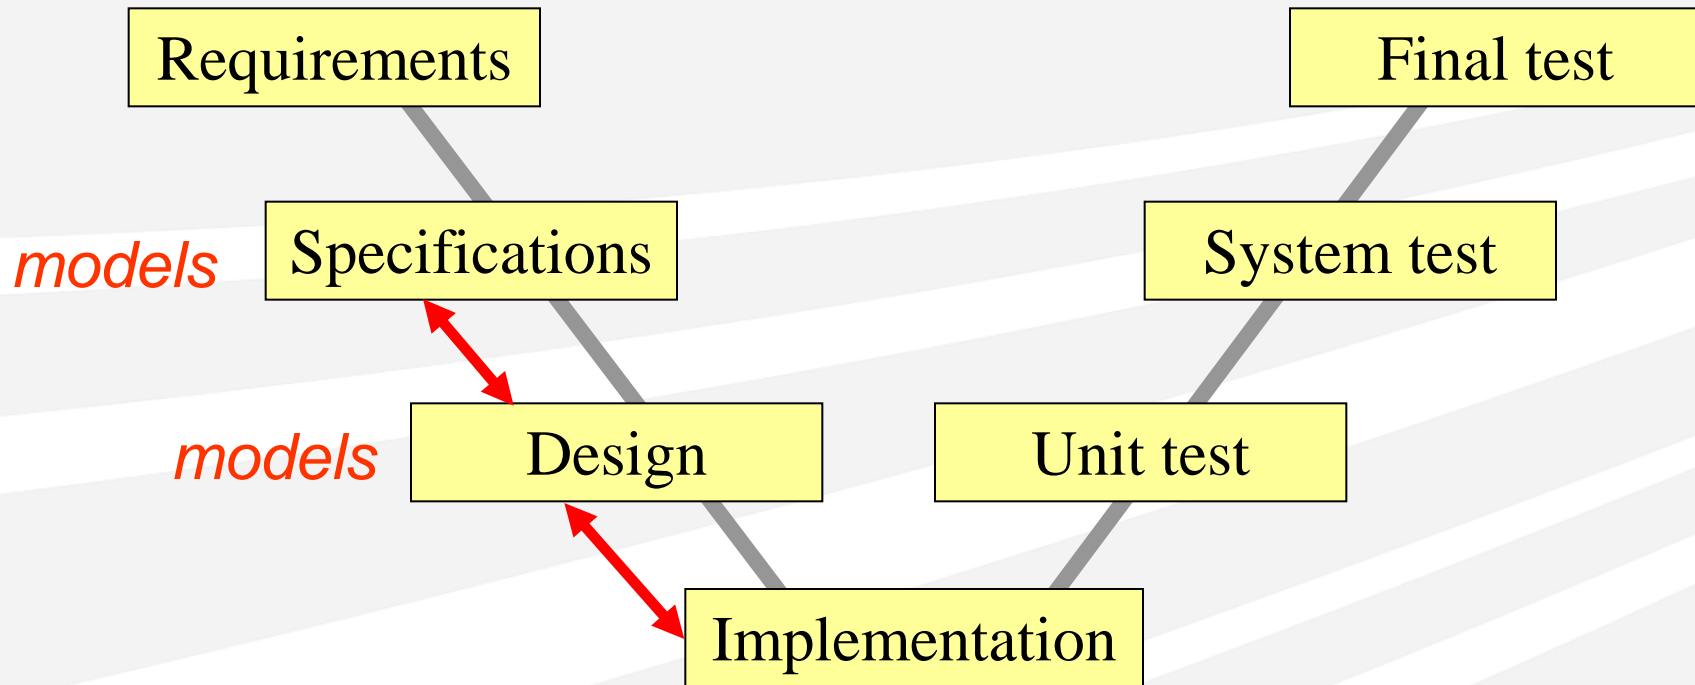 Requirements
Final test
models
Specifications
System test
models
Design
Unit test
Implementation